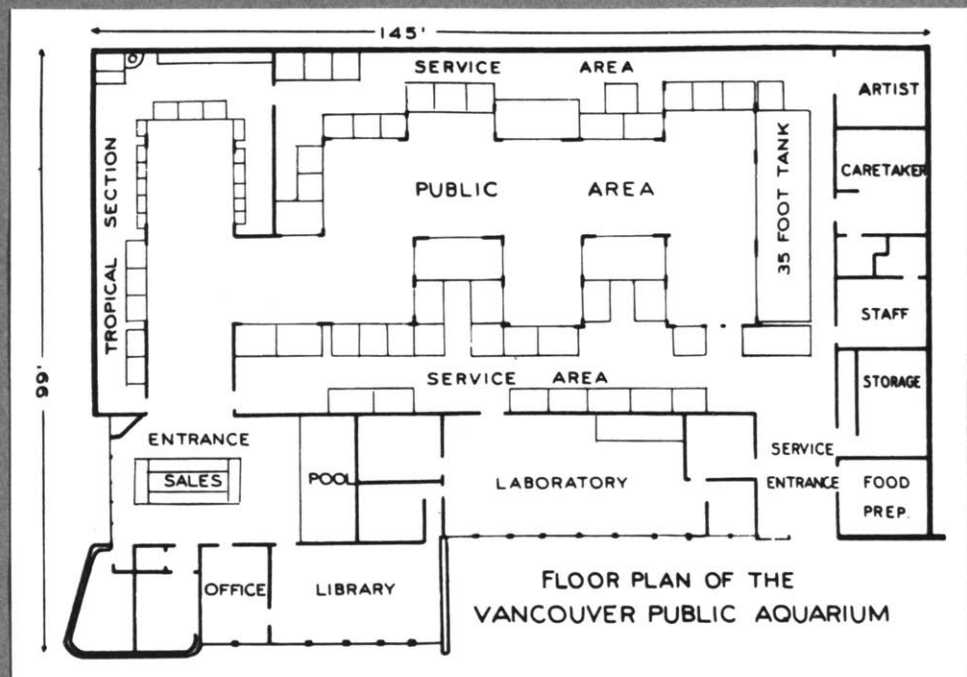 145'
SERVICE AREA
ARTIST
TROPICAL SECTION
PUBLIC AREA
35 FOOT TANK
CARETAKER
STAFF
99'
SERVICE AREA
STORAGE
ENTRANCE
SERVICE
ENTRANCE
SALES
POOL
LABORATORY
FOOD
PREP.
OFFICE
LIBRARY
FLOOR PLAN OF THE
VANCOUVER PUBLIC AQUARIUM